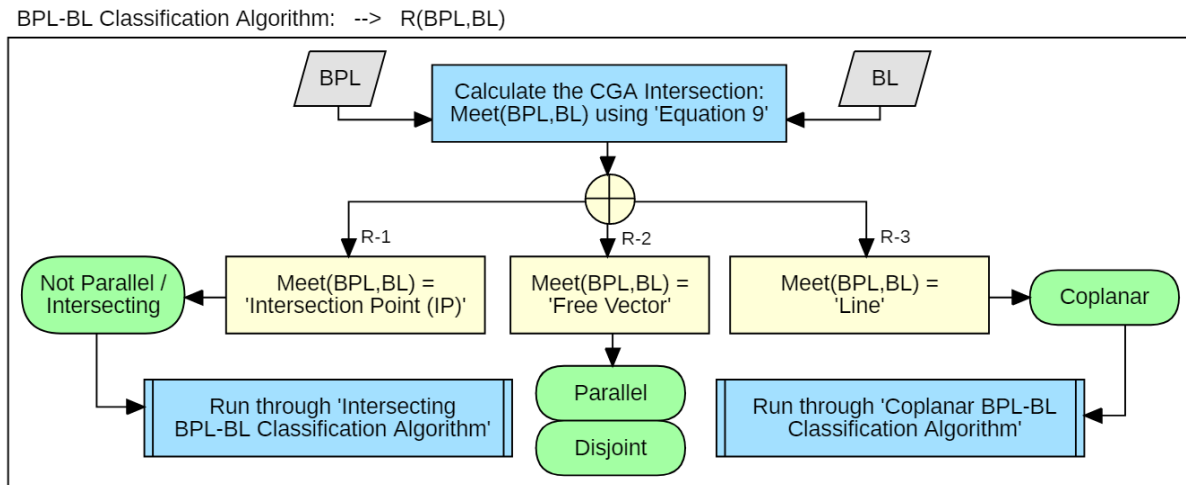 BPL-BL Classification Algorithm: --> R(BPL,BL)
BPL
BL
Calculate the CGA Intersection:
Meet(BPL,BL) using 'Equation 9'
R-1
R-2
R-3
Not Parallel /
Intersecting
Meet(BPL,BL) =
'Intersection Point (IP)'
Meet(BPL,BL) =
'Free Vector'
Meet(BPL,BL) =
'Line'
Coplanar
Run through 'Intersecting
BPL-BL Classification Algorithm'
Parallel
Disjoint
Run through 'Coplanar BPL-BL
Classification Algorithm'